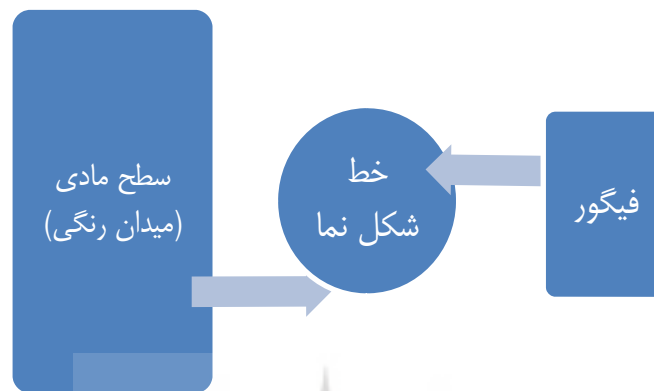 فیگور
خط
شکل نما
سطح مادی
(میدان رنگی)